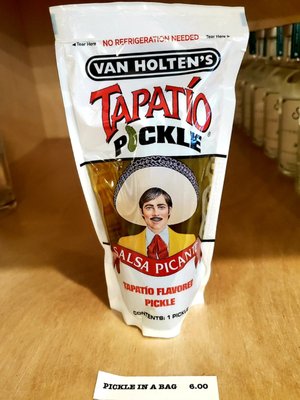 Tear Here
NO REFRIGERATION NEEDED
Tear Here
VAN HOLTEN'S
TAPATÍO
PICKLE
SALSA PICANTE
TAPATÍO FLAVORED
PICKLE
CONTENTS: 1 PICKLE
PICKLE IN A BAG 6.00